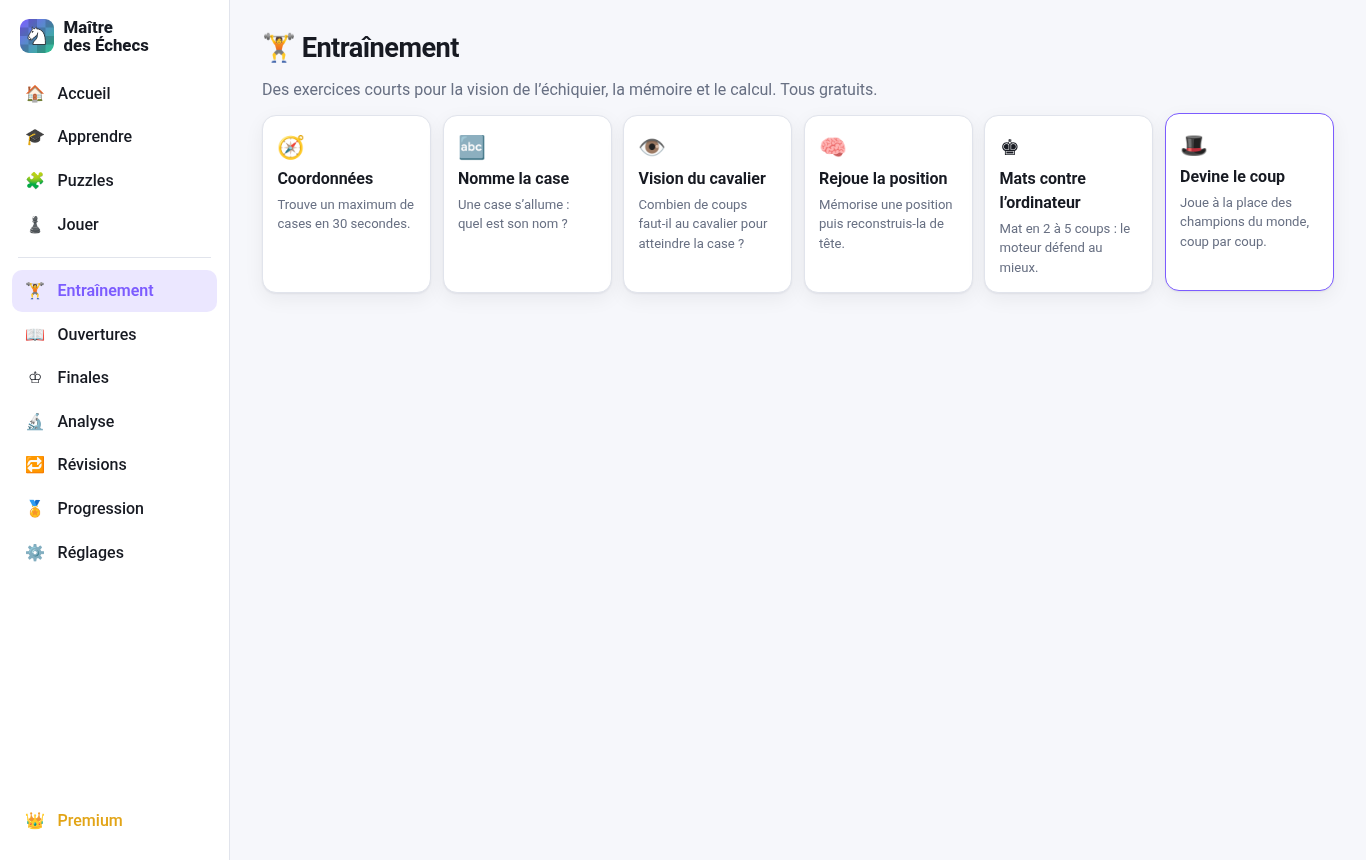 Maître
des Échecs
Accueil
Apprendre
Puzzles
Jouer
Entraînement
Ouvertures
Finales
Analyse
Révisions
Progression
Réglages
Premium
Entraînement
Des exercices courts pour la vision de l’échiquier, la mémoire et le calcul. Tous gratuits.
Coordonnées
Trouve un maximum de
cases en 30 secondes.
abc
Nomme la case
Une case s’allume :
quel est son nom ?
Vision du cavalier
Combien de coups
faut-il au cavalier pour
atteindre la case ?
Rejoue la position
Mémorise une position
puis reconstruis-la de
tête.
Mats contre
l’ordinateur
Mat en 2 à 5 coups : le
moteur défend au
mieux.
Devine le coup
Joue à la place des
champions du monde,
coup par coup.